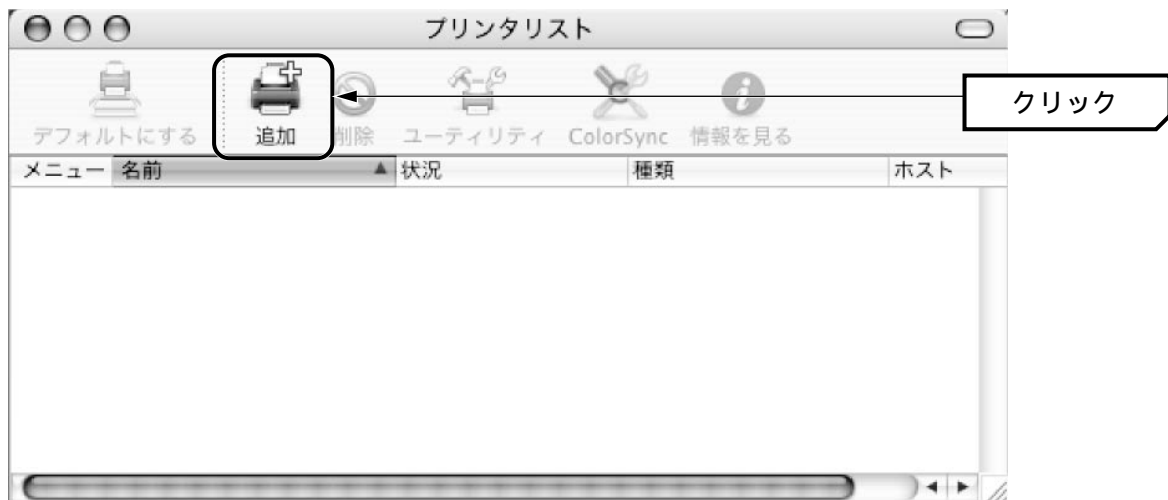 プリンタリスト
デフォルトにする 追加 削除 ユーティリティ ColorSync 情報を見る
クリック
メニュー 名前 状況 種類 ホスト